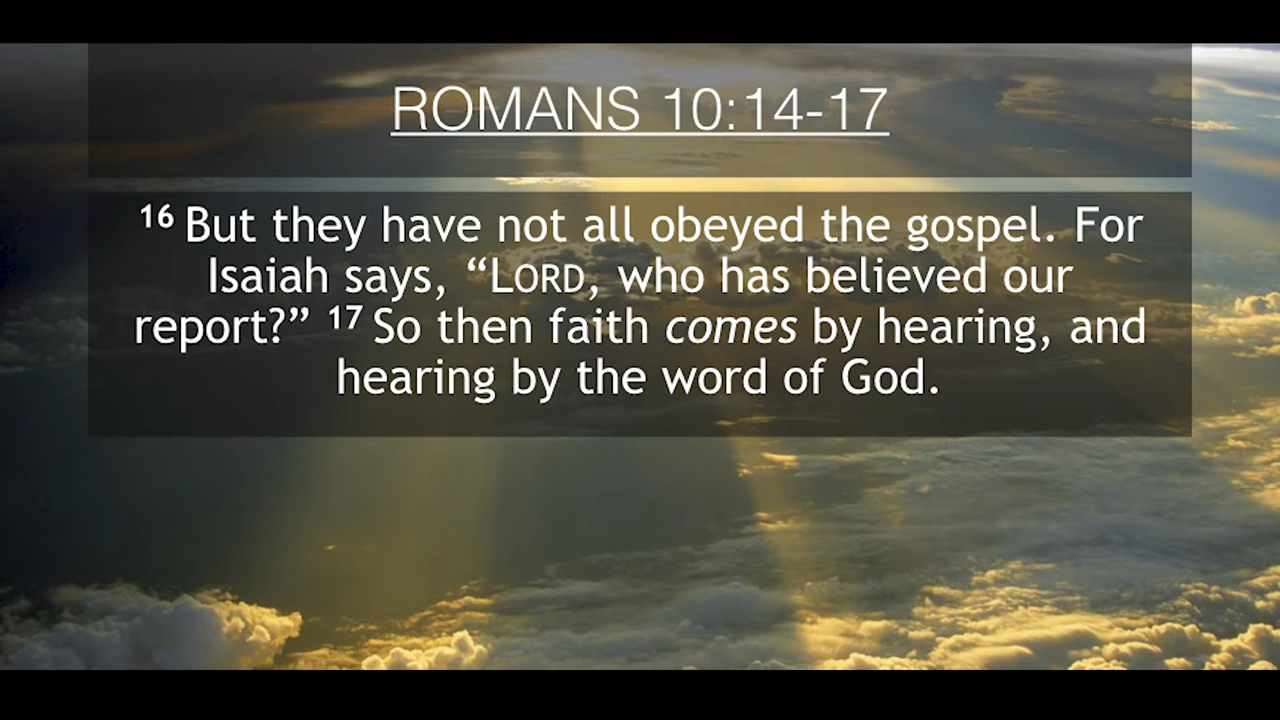 ROMANS 10:14-17
16 But they have not all obeyed the gospel. For
Isaiah says, “LORD, who has believed our
report?” 17 So then faith comes by hearing, and
hearing by the word of God.